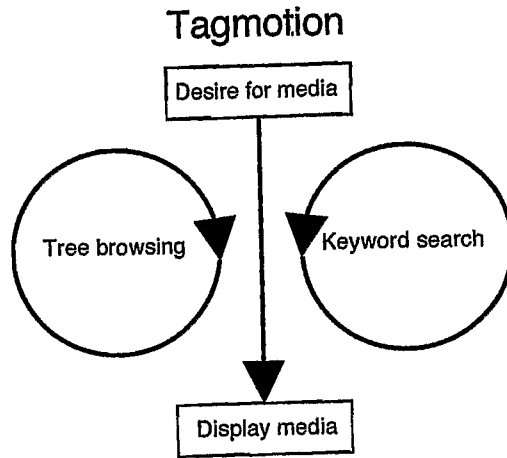 Tagmotion
Desire for media
Tree browsing
Keyword search
Display media